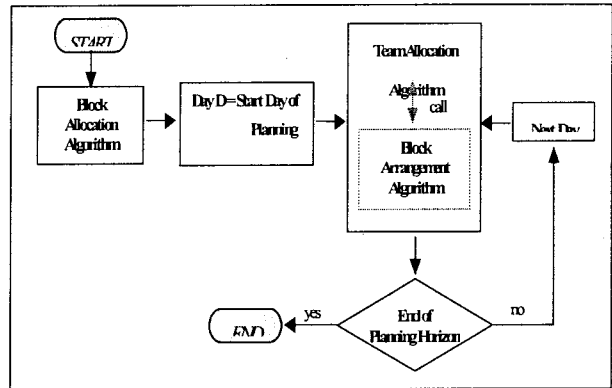 START
Block
Allocation
Algorithm
Day D=Start Day of
Planning
Team Allocation
Algorithm
call
Block
Arrangement
Algorithm
Next Day
End of
Planning Horizon
yes
no
END